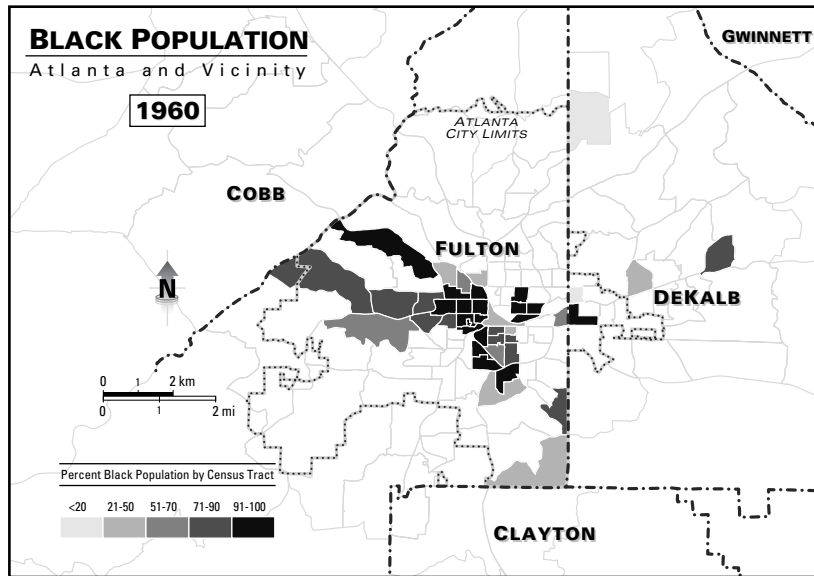 BLACK POPULATION
Atlanta and Vicinity
1960
GWINNETT
ATLANTA
CITY LIMITS
COBB
FULTON
DEKALB
N
0 1 2 km
0 1 2 mi
Percent Black Population by Census Tract
<20 21-50 51-70 71-90 91-100
CLAYTON